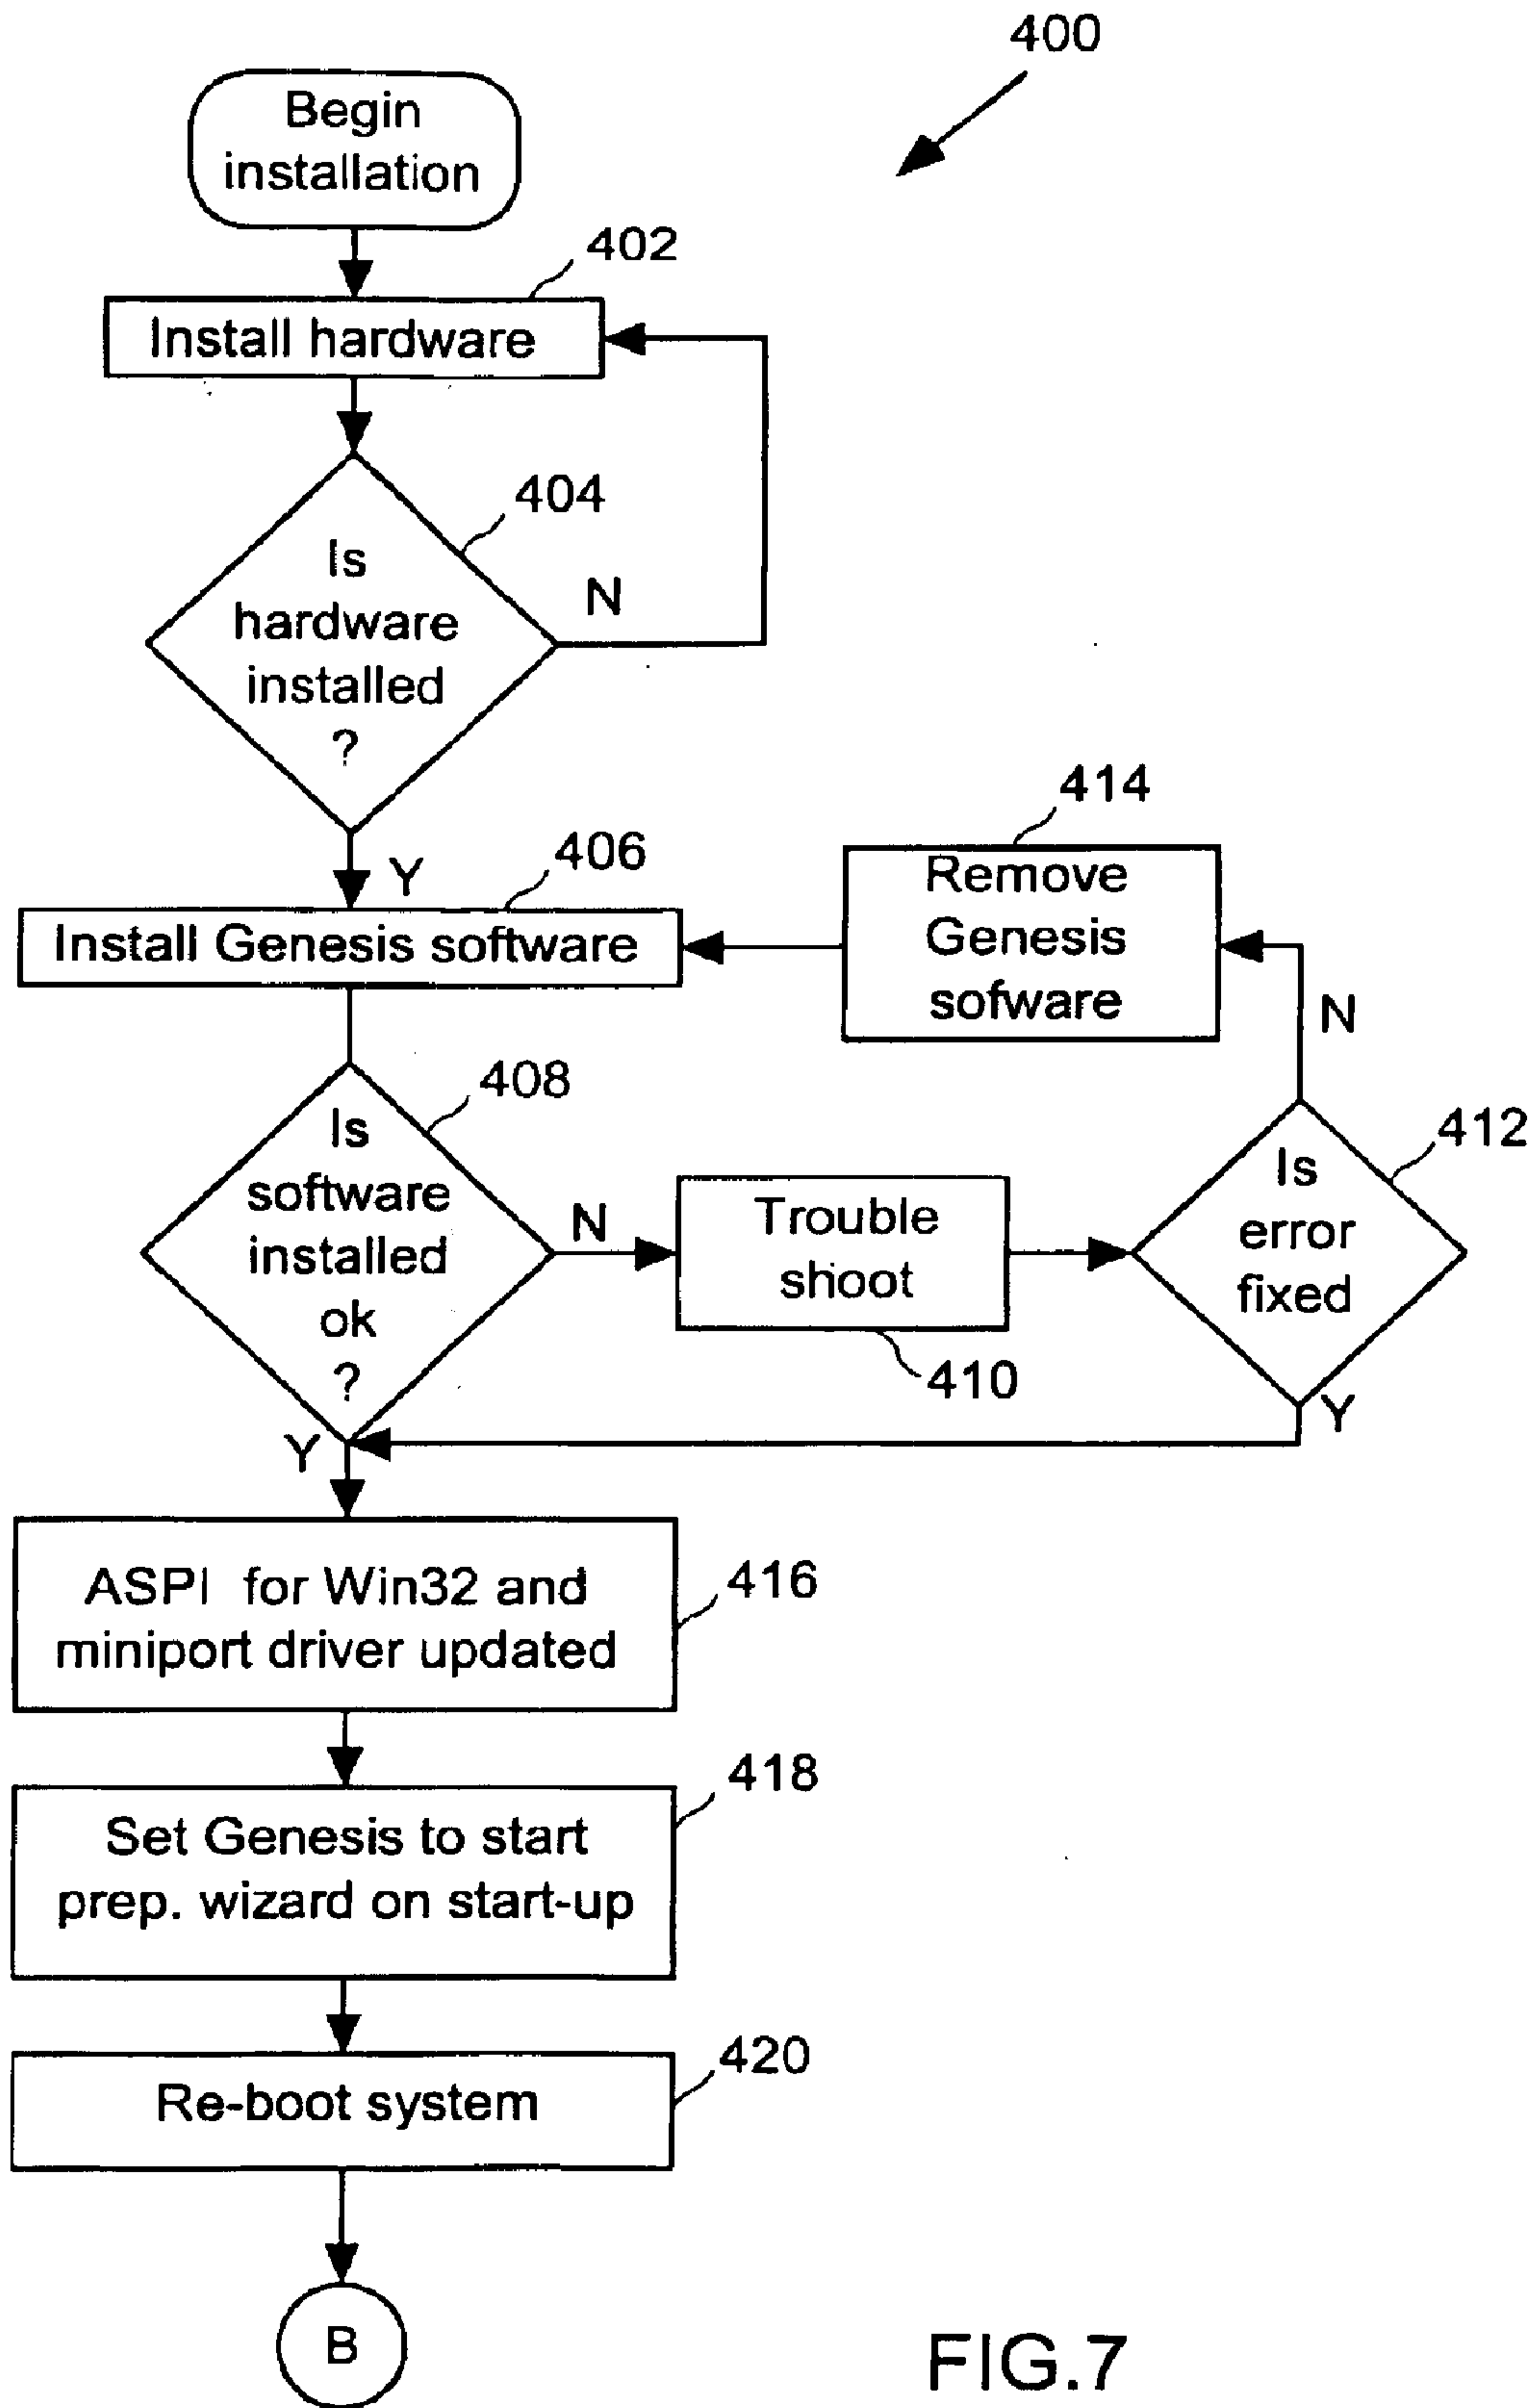 400
Begin
installation
402
Install hardware
404
Is
hardware
installed
?
N
Y
406
Install Genesis software
414
Remove
Genesis
sofware
N
408
Is
software
installed
ok
?
N
Trouble
shoot
410
412
Is
error
fixed
Y
Y
ASPI for Win32 and
miniport driver updated
416
Set Genesis to start
prep. wizard on start-up
418
Re-boot system
420
B
FIG.7